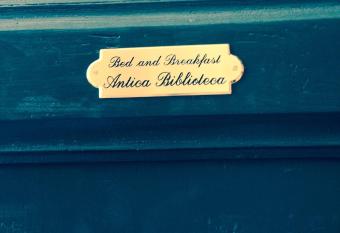 Bed and Breakfast
Antica Biblioteca